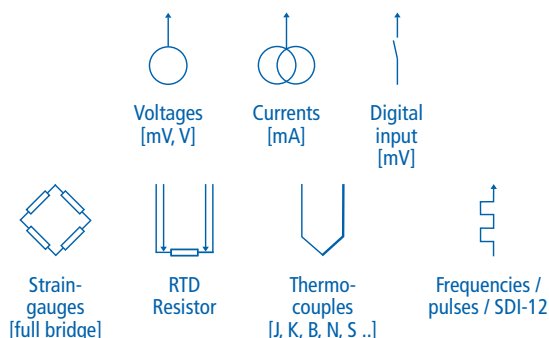 Voltages
[mV, V]
Currents
[mA]
Digital
input
[mV]
Strain-
gauges
[full bridge]
RTD
Resistor
Thermo-
couples
[J, K, B, N, S ..]
Frequencies /
pulses / SDI-12